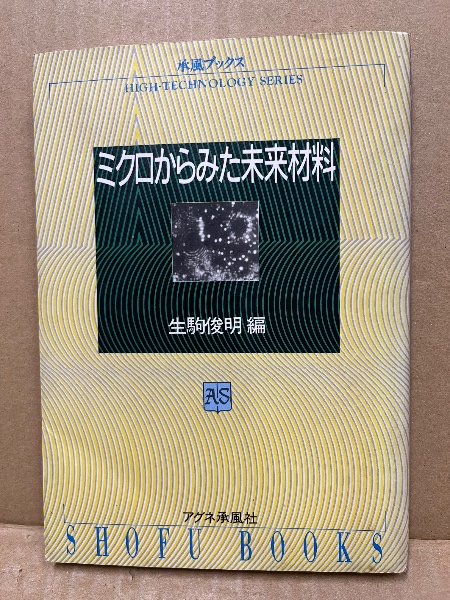 承風ブックス
HIGH-TECHNOLOGY SERIES
ミクロからみた未来材料
生駒俊明 編
AS
アグネ承風社
SHOFU BOOKS